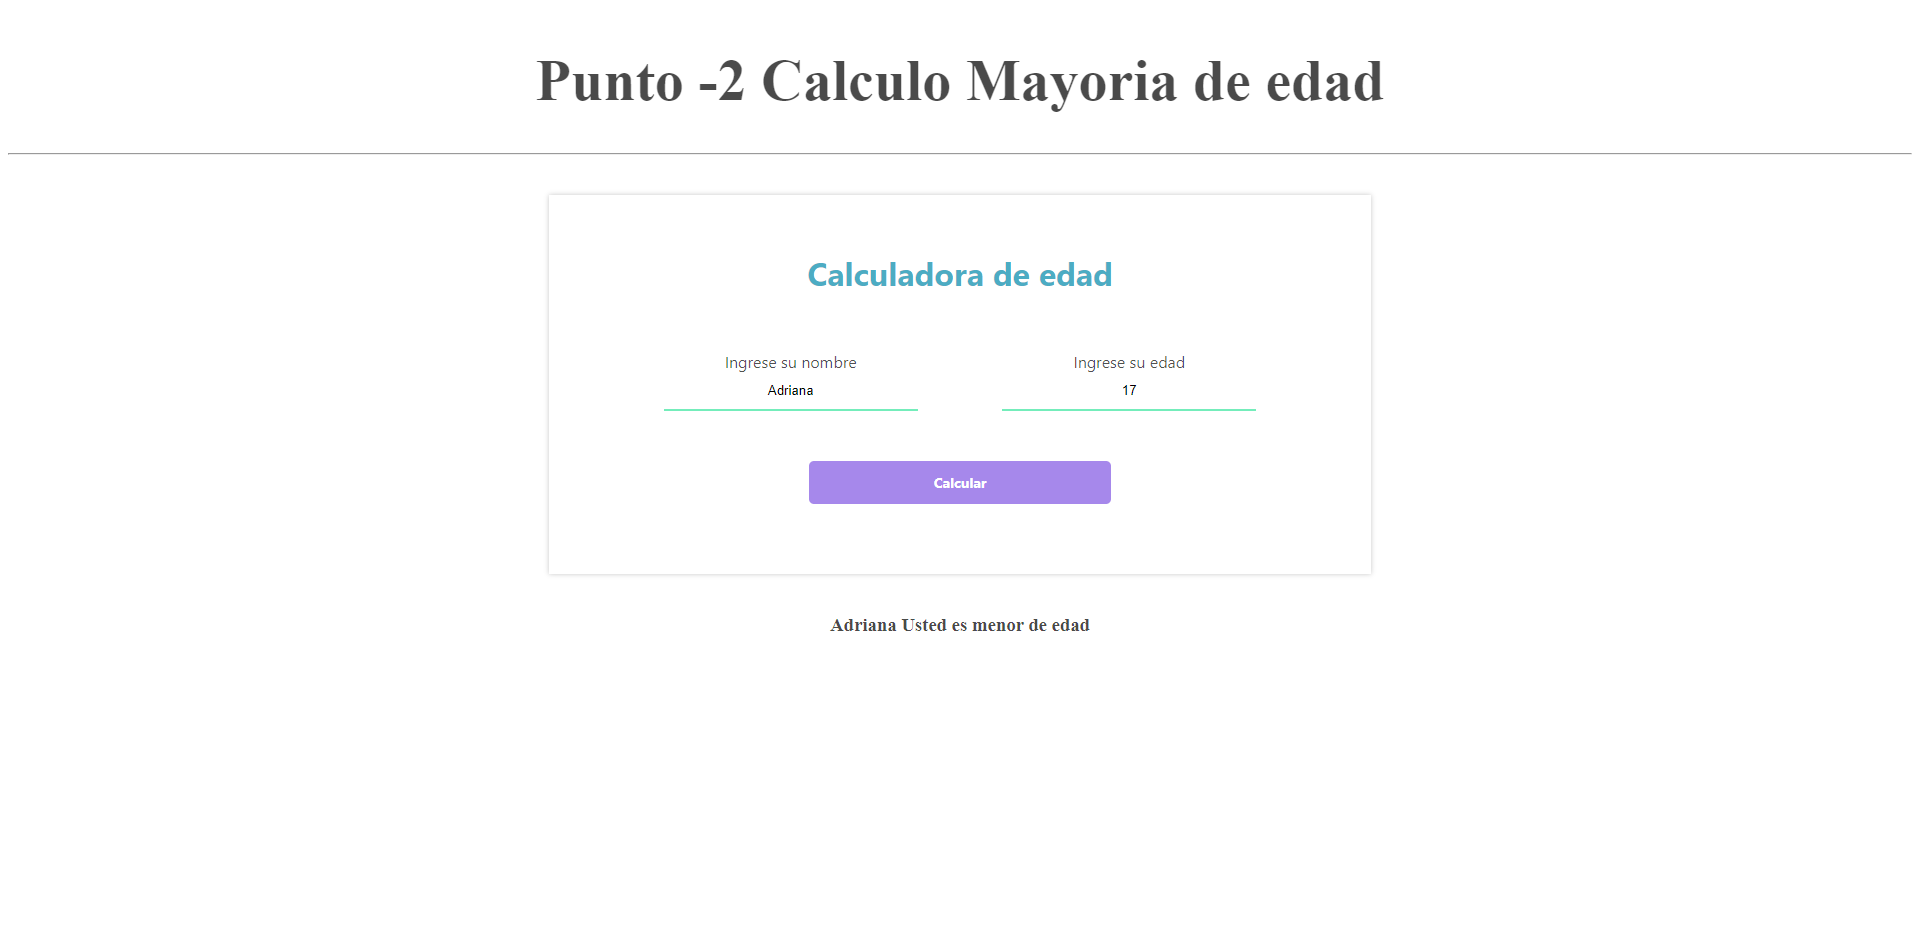 Punto -2 Calculo Mayoria de edad
Calculadora de edad
Ingrese su nombre
Adriana
Ingrese su edad
17
Calcular
Adriana Usted es menor de edad